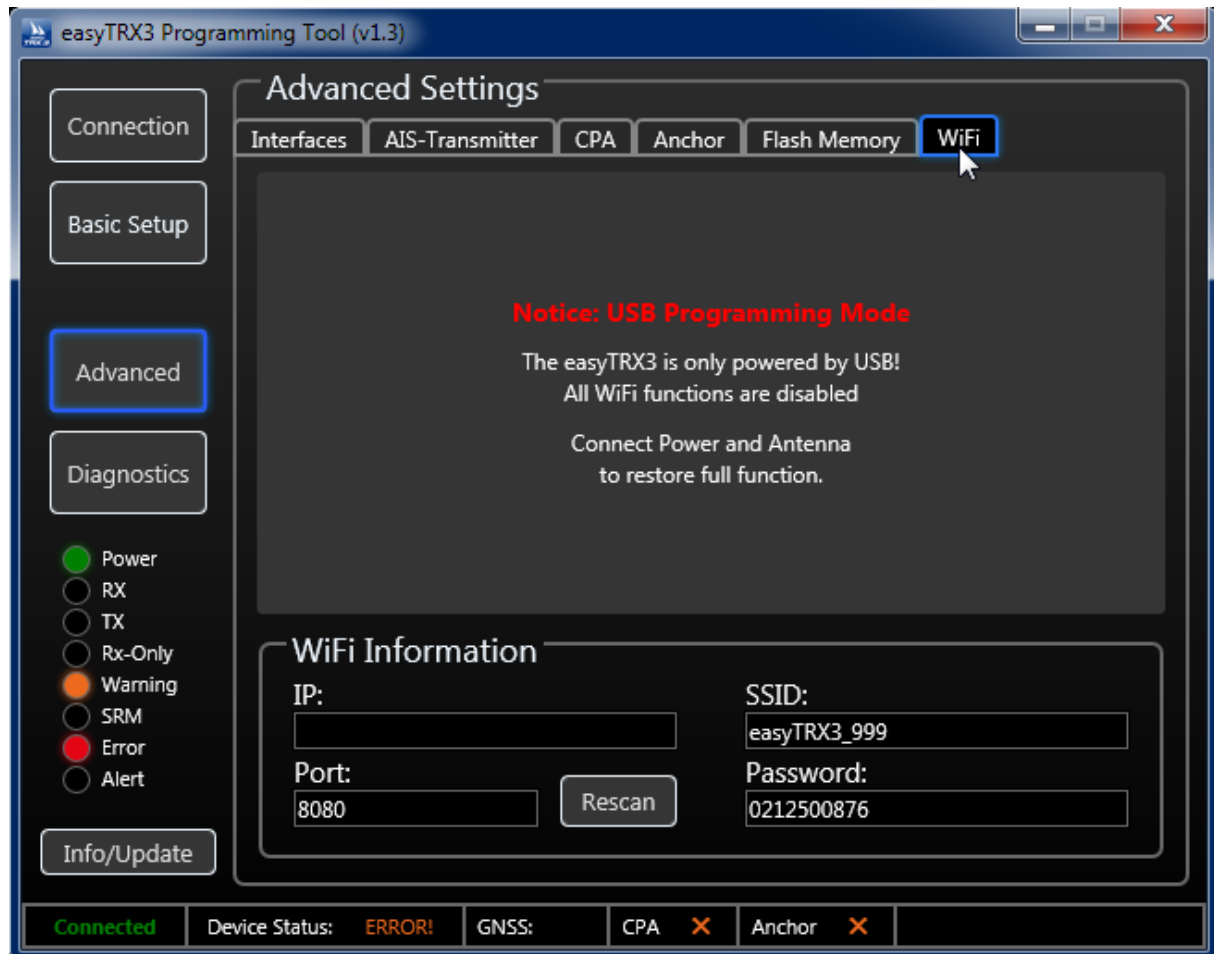 easyTRX3 Programming Tool (v1.3)
Connection
Basic Setup
Advanced
Diagnostics
Power
RX
TX
Rx-Only
Warning
SRM
Error
Alert
Info/Update
Advanced Settings
Interfaces AIS-Transmitter CPA Anchor Flash Memory WiFi
Notice: USB Programming Mode
The easyTRX3 is only powered by USB!
All WiFi functions are disabled
Connect Power and Antenna
to restore full function.
WiFi Information
IP:
SSID:
easyTRX3_999
Port:
8080
Rescan
Password:
0212500876
Connected Device Status: ERROR! GNSS: CPA Anchor